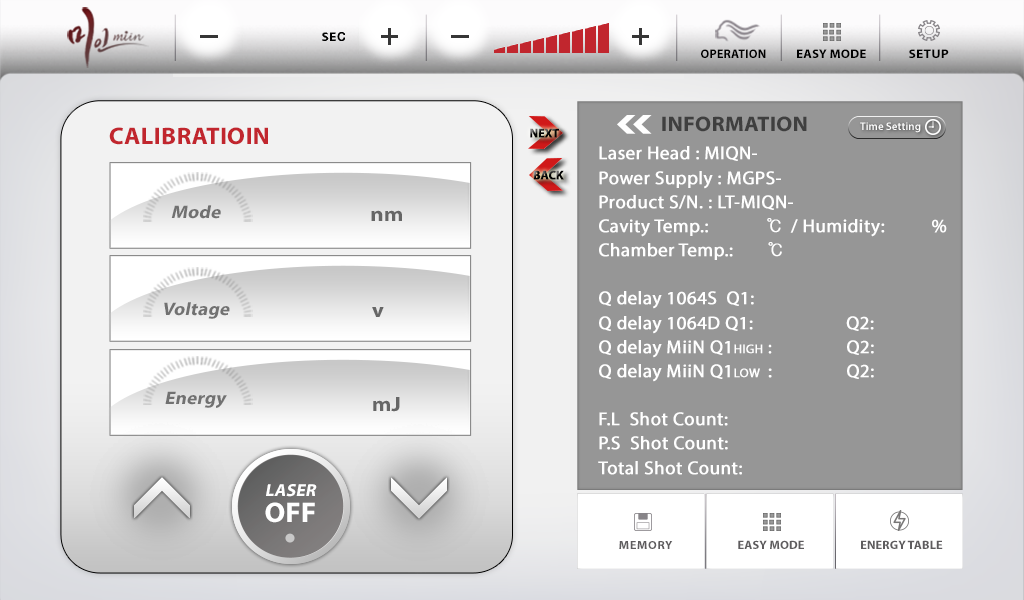 미인 miin
− SEC +
− +
OPERATION
EASY MODE
SETUP
CALIBRATIOIN
Mode nm
Voltage v
Energy mJ
LASER
OFF
NEXT
BACK
INFORMATION
Time Setting
Laser Head : MIQN-
Power Supply : MGPS-
Product S/N. : LT-MIQN-
Cavity Temp.: ℃ / Humidity: %
Chamber Temp.: ℃
Q delay 1064S Q1:
Q delay 1064D Q1: Q2:
Q delay MiiN Q1HIGH : Q2:
Q delay MiiN Q1LOW : Q2:
F.L Shot Count:
P.S Shot Count:
Total Shot Count:
MEMORY
EASY MODE
ENERGY TABLE